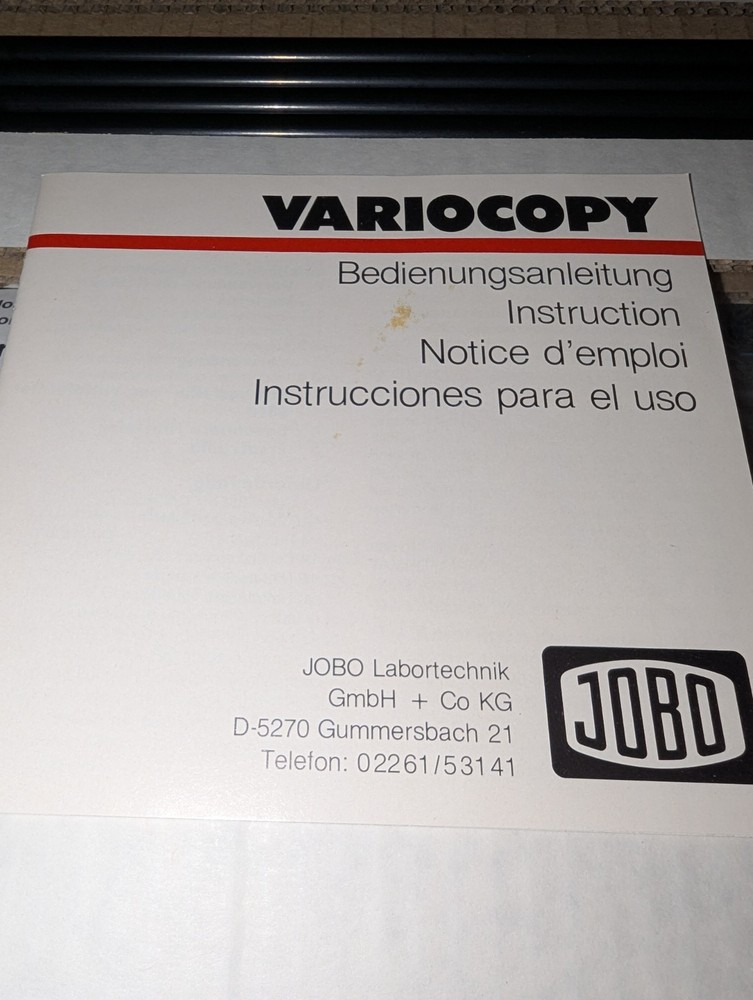 VARIOCOPY
Bedienungsanleitung
Instruction
Notice d'emploi
Instrucciones para el uso
JOBO Labortechnik
GmbH + Co KG
D-5270 Gummersbach 21
Telefon: 02261/53141
JOBO